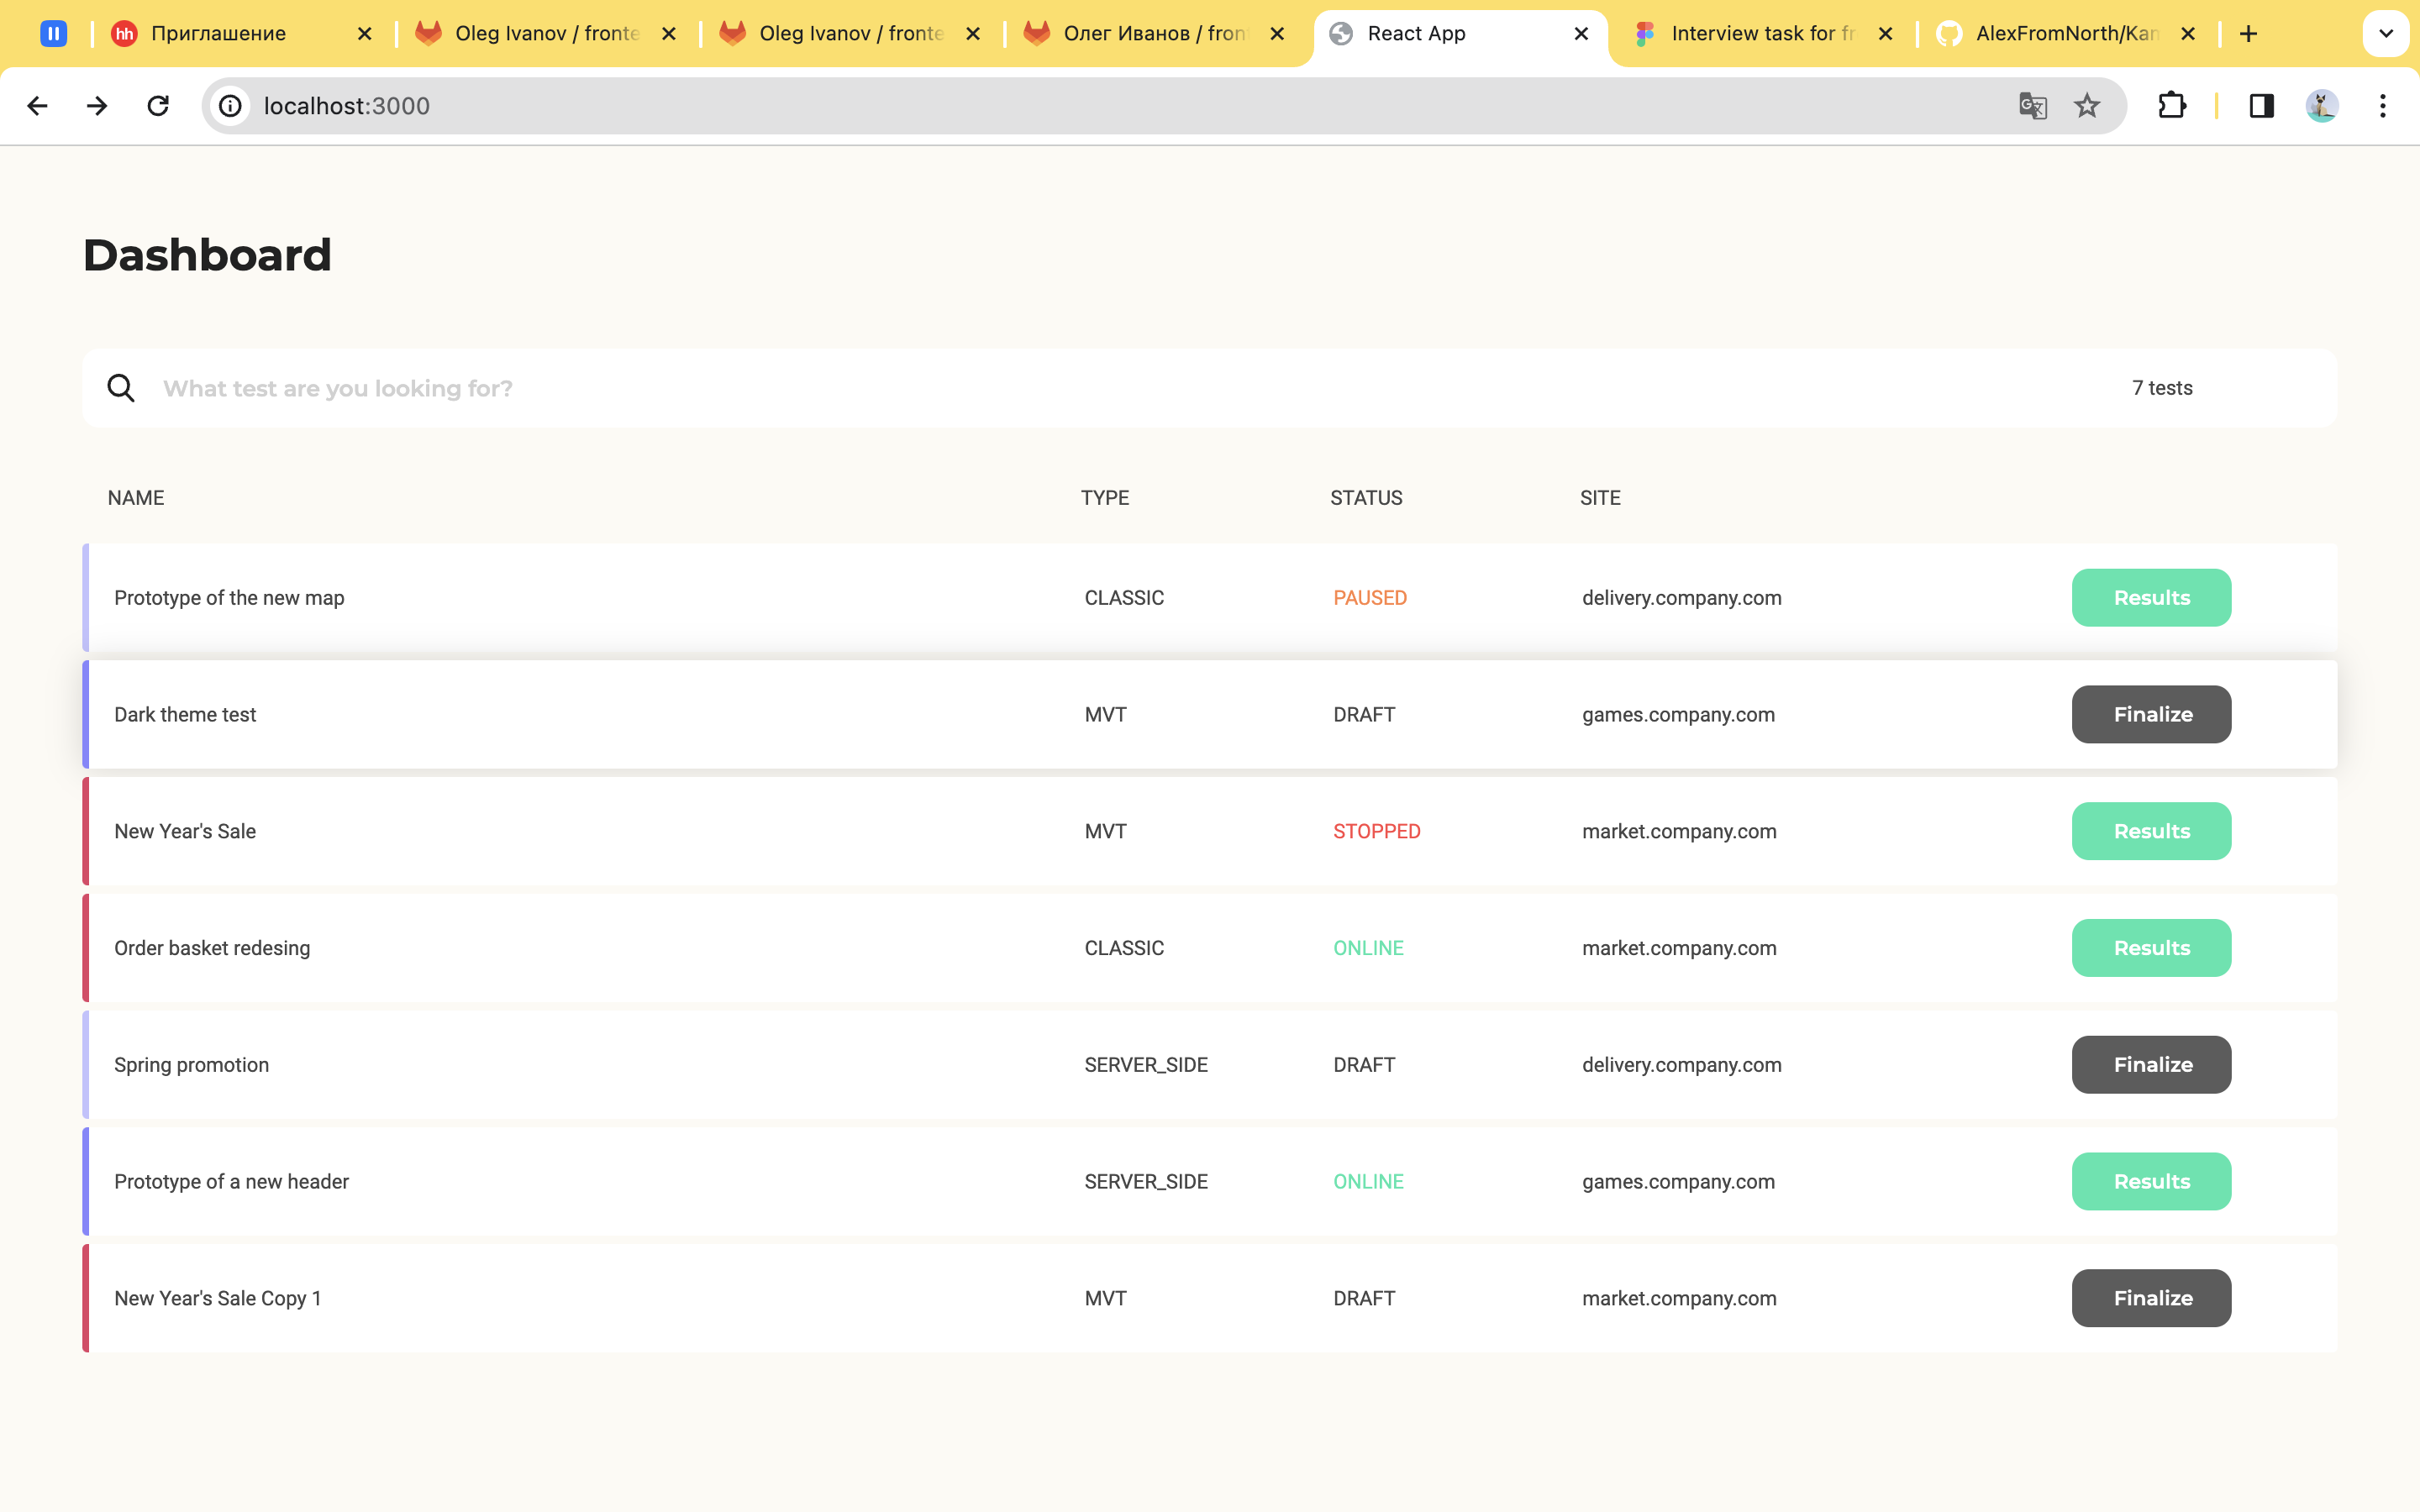 hh Приглашение Oleg Ivanov / fronte Oleg Ivanov / fronte Олег Иванов / fron React App Interview task for fr AlexFromNorth/Kan
localhost:3000
Dashboard
What test are you looking for? 7 tests
NAME TYPE STATUS SITE
Prototype of the new map CLASSIC PAUSED delivery.company.com Results
Dark theme test MVT DRAFT games.company.com Finalize
New Year's Sale MVT STOPPED market.company.com Results
Order basket redesing CLASSIC ONLINE market.company.com Results
Spring promotion SERVER_SIDE DRAFT delivery.company.com Finalize
Prototype of a new header SERVER_SIDE ONLINE games.company.com Results
New Year's Sale Copy 1 MVT DRAFT market.company.com Finalize